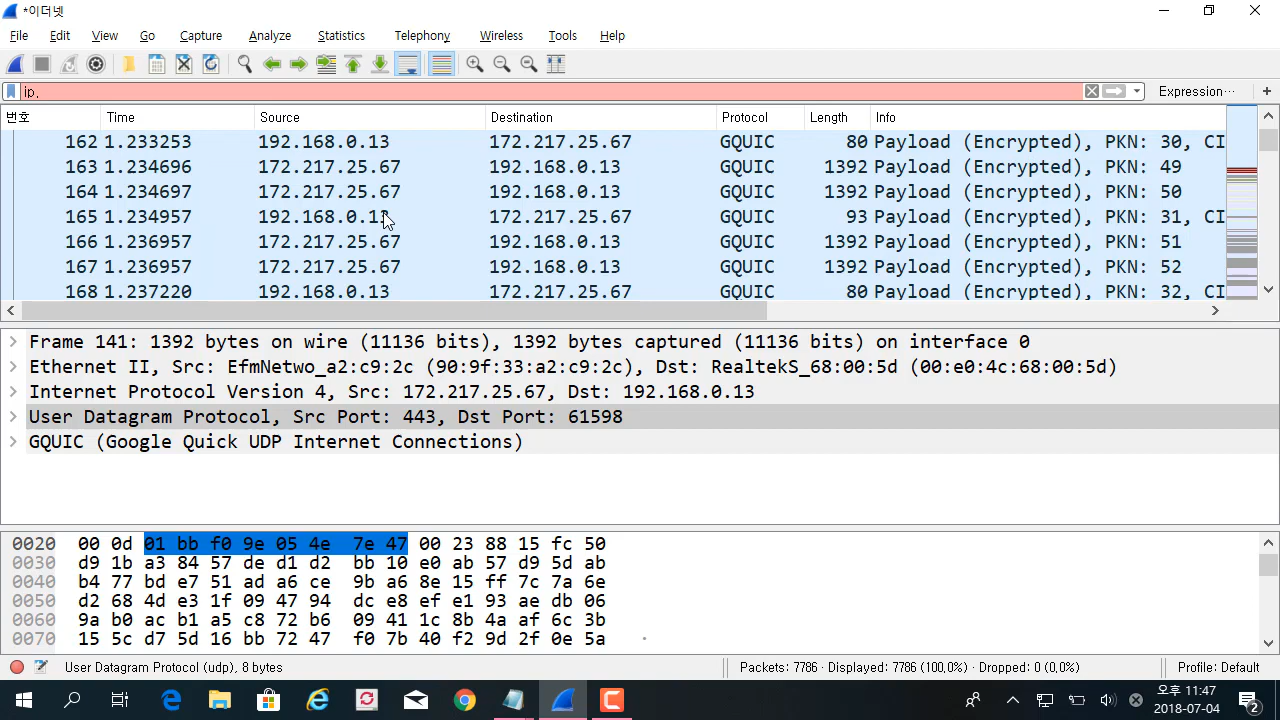 *이더넷
File Edit View Go Capture Analyze Statistics Telephony Wireless Tools Help
ip. Expression… +
번호 Time Source Destination Protocol Length Info
162 1.233253 192.168.0.13 172.217.25.67 GQUIC 80 Payload (Encrypted), PKN: 30, CI
163 1.234696 172.217.25.67 192.168.0.13 GQUIC 1392 Payload (Encrypted), PKN: 49
164 1.234697 172.217.25.67 192.168.0.13 GQUIC 1392 Payload (Encrypted), PKN: 50
165 1.234957 192.168.0.13 172.217.25.67 GQUIC 93 Payload (Encrypted), PKN: 31, CI
166 1.236957 172.217.25.67 192.168.0.13 GQUIC 1392 Payload (Encrypted), PKN: 51
167 1.236957 172.217.25.67 192.168.0.13 GQUIC 1392 Payload (Encrypted), PKN: 52
168 1.237220 192.168.0.13 172.217.25.67 GQUIC 80 Payload (Encrypted), PKN: 32, CI
Frame 141: 1392 bytes on wire (11136 bits), 1392 bytes captured (11136 bits) on interface 0
Ethernet II, Src: EfmNetwo_a2:c9:2c (90:9f:33:a2:c9:2c), Dst: RealtekS_68:00:5d (00:e0:4c:68:00:5d)
Internet Protocol Version 4, Src: 172.217.25.67, Dst: 192.168.0.13
User Datagram Protocol, Src Port: 443, Dst Port: 61598
GQUIC (Google Quick UDP Internet Connections)
0020 00 0d 01 bb f0 9e 05 4e 7e 47 00 23 88 15 fc 50
0030 d9 1b a3 84 57 de d1 d2 bb 10 e0 ab 57 d9 5d ab
0040 b4 77 bd e7 51 ad a6 ce 9b a6 8e 15 ff 7c 7a 6e
0050 d2 68 4d e3 1f 09 47 94 dc e8 ef e1 93 ae db 06
0060 9a b0 ac b1 a5 c8 72 b6 09 41 1c 8b 4a af 6c 3b
0070 15 5c d7 5d 16 bb 72 47 f0 7b 40 f2 9d 2f 0e 5a
User Datagram Protocol (udp), 8 bytes Packets: 7786 · Displayed: 7786 (100,0%) · Dropped: 0 (0,0%) Profile: Default
오후 11:47
2018-07-04
2